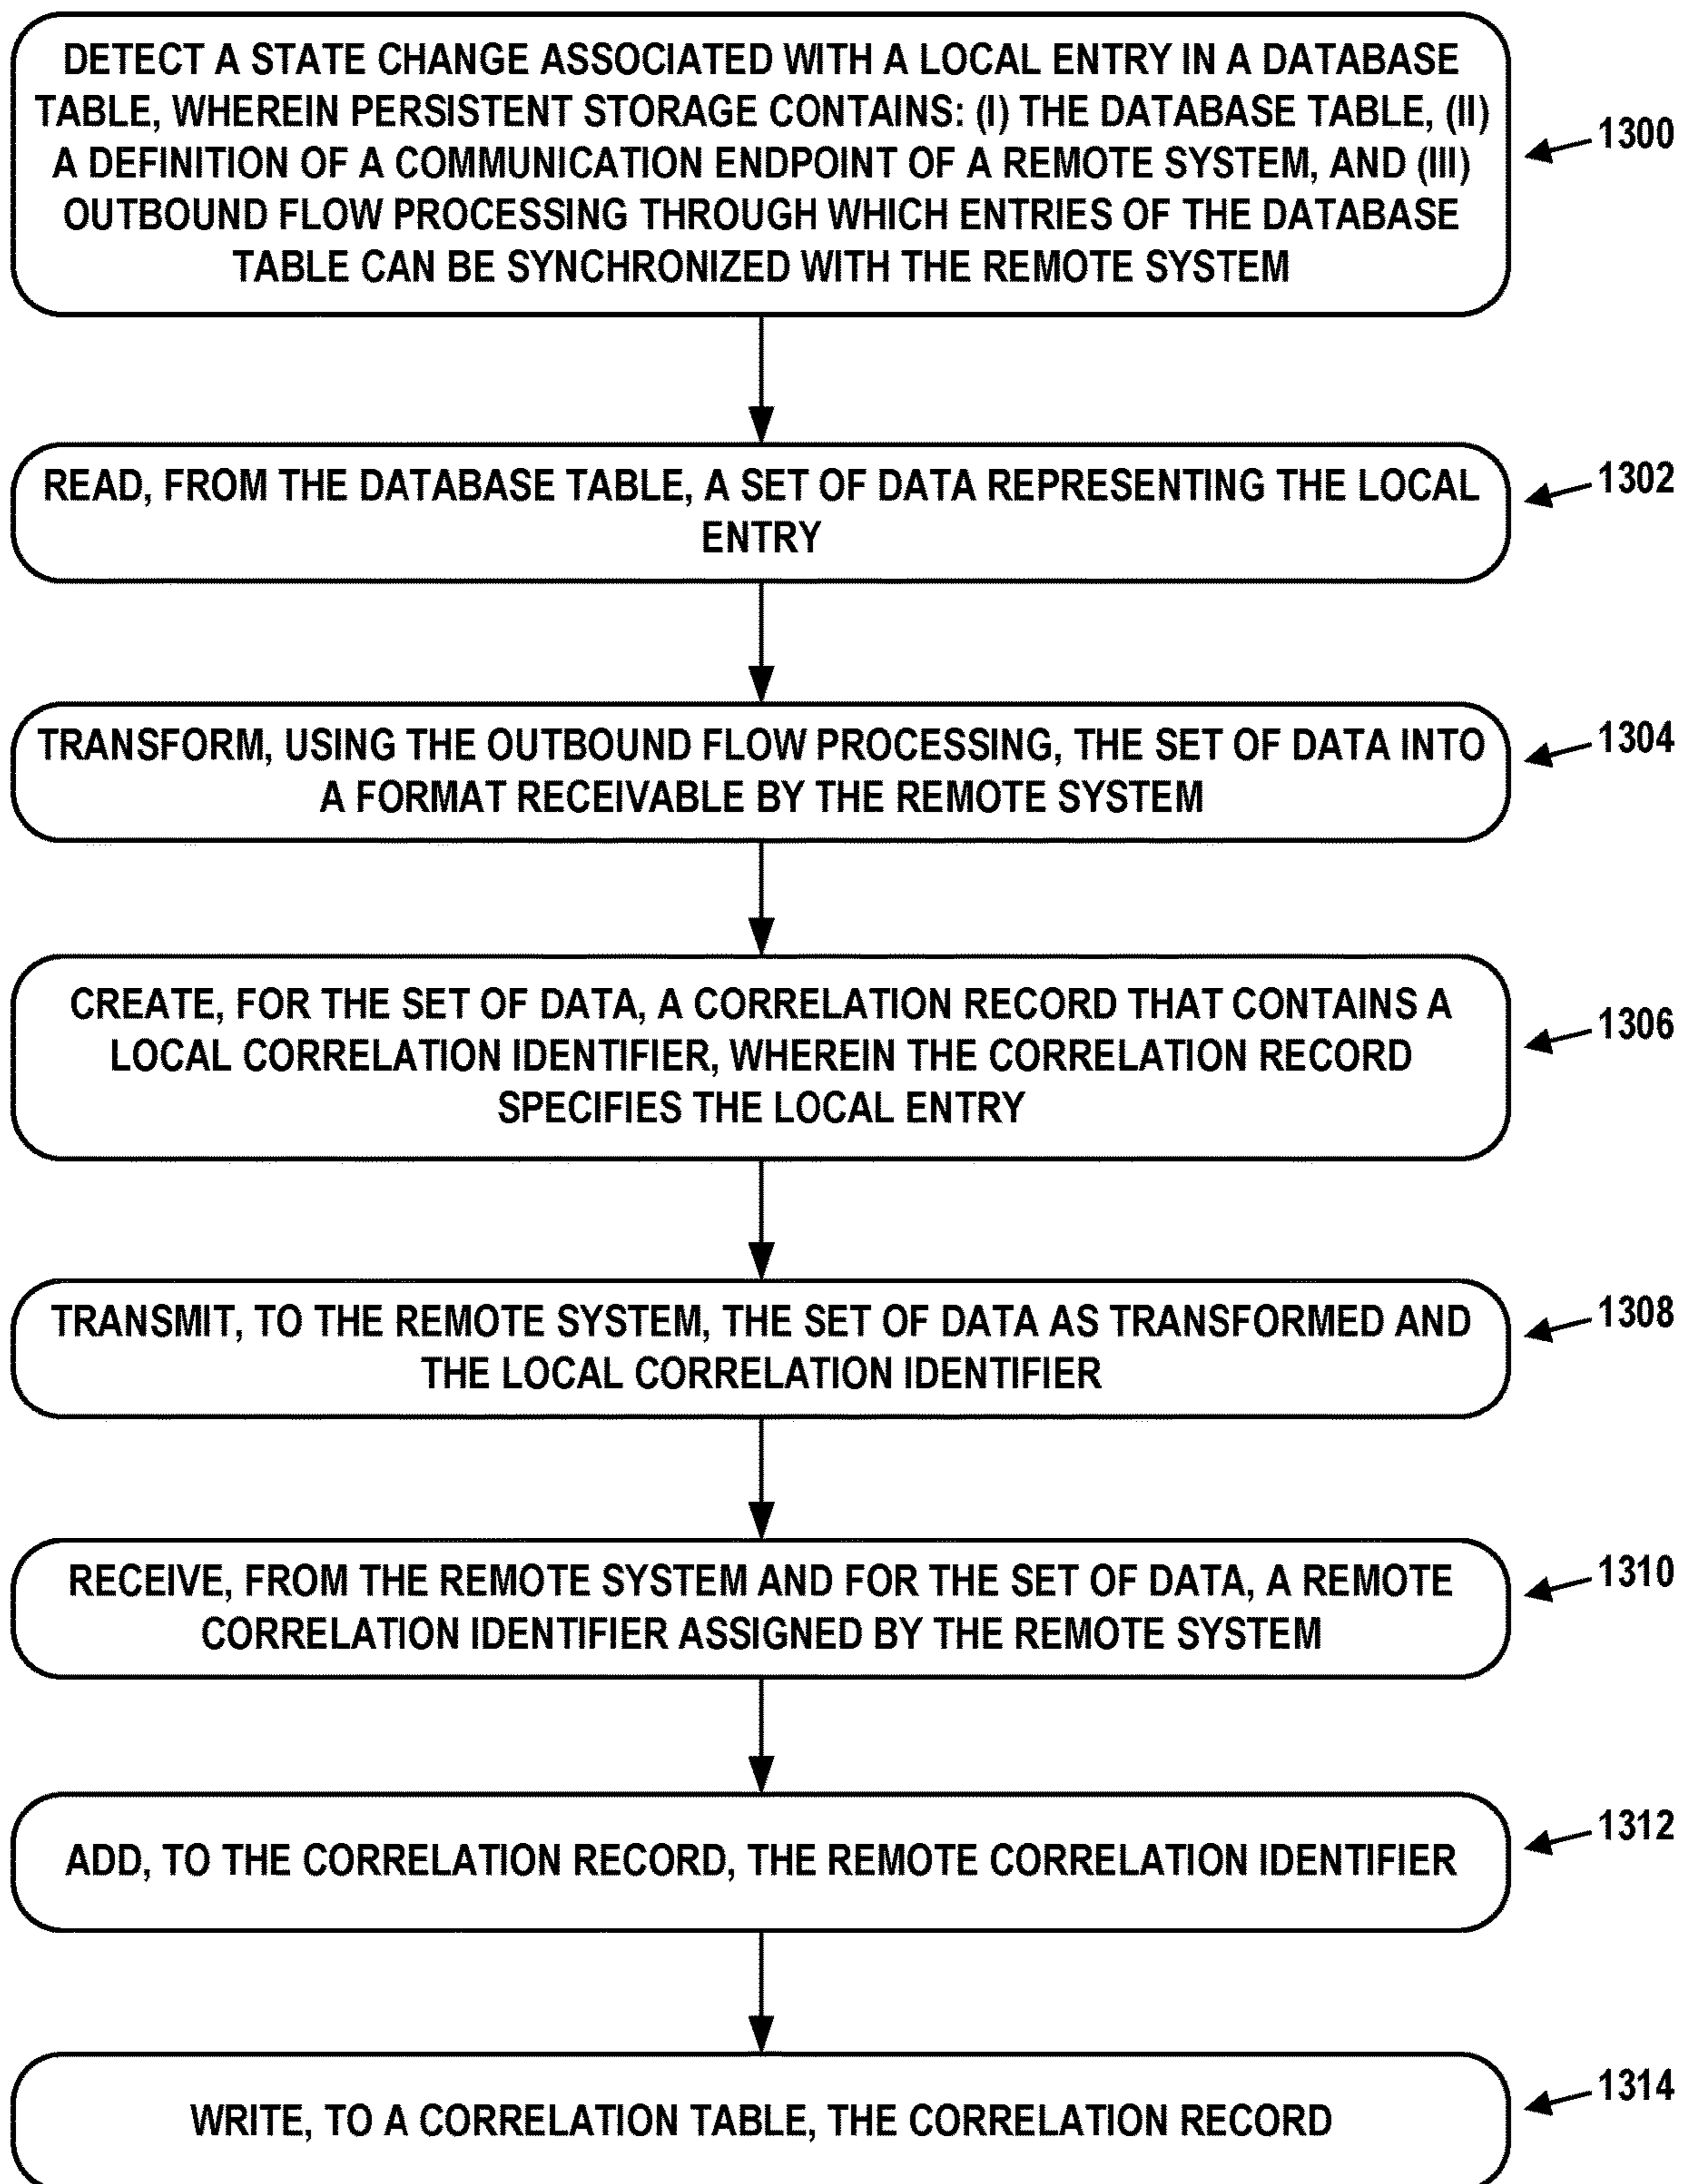 DETECT A STATE CHANGE ASSOCIATED WITH A LOCAL ENTRY IN A DATABASE
TABLE, WHEREIN PERSISTENT STORAGE CONTAINS: (I) THE DATABASE TABLE, (II)
A DEFINITION OF A COMMUNICATION ENDPOINT OF A REMOTE SYSTEM, AND (III)
OUTBOUND FLOW PROCESSING THROUGH WHICH ENTRIES OF THE DATABASE
TABLE CAN BE SYNCHRONIZED WITH THE REMOTE SYSTEM
1300
READ, FROM THE DATABASE TABLE, A SET OF DATA REPRESENTING THE LOCAL
ENTRY
1302
TRANSFORM, USING THE OUTBOUND FLOW PROCESSING, THE SET OF DATA INTO
A FORMAT RECEIVABLE BY THE REMOTE SYSTEM
1304
CREATE, FOR THE SET OF DATA, A CORRELATION RECORD THAT CONTAINS A
LOCAL CORRELATION IDENTIFIER, WHEREIN THE CORRELATION RECORD
SPECIFIES THE LOCAL ENTRY
1306
TRANSMIT, TO THE REMOTE SYSTEM, THE SET OF DATA AS TRANSFORMED AND
THE LOCAL CORRELATION IDENTIFIER
1308
RECEIVE, FROM THE REMOTE SYSTEM AND FOR THE SET OF DATA, A REMOTE
CORRELATION IDENTIFIER ASSIGNED BY THE REMOTE SYSTEM
1310
ADD, TO THE CORRELATION RECORD, THE REMOTE CORRELATION IDENTIFIER
1312
WRITE, TO A CORRELATION TABLE, THE CORRELATION RECORD
1314